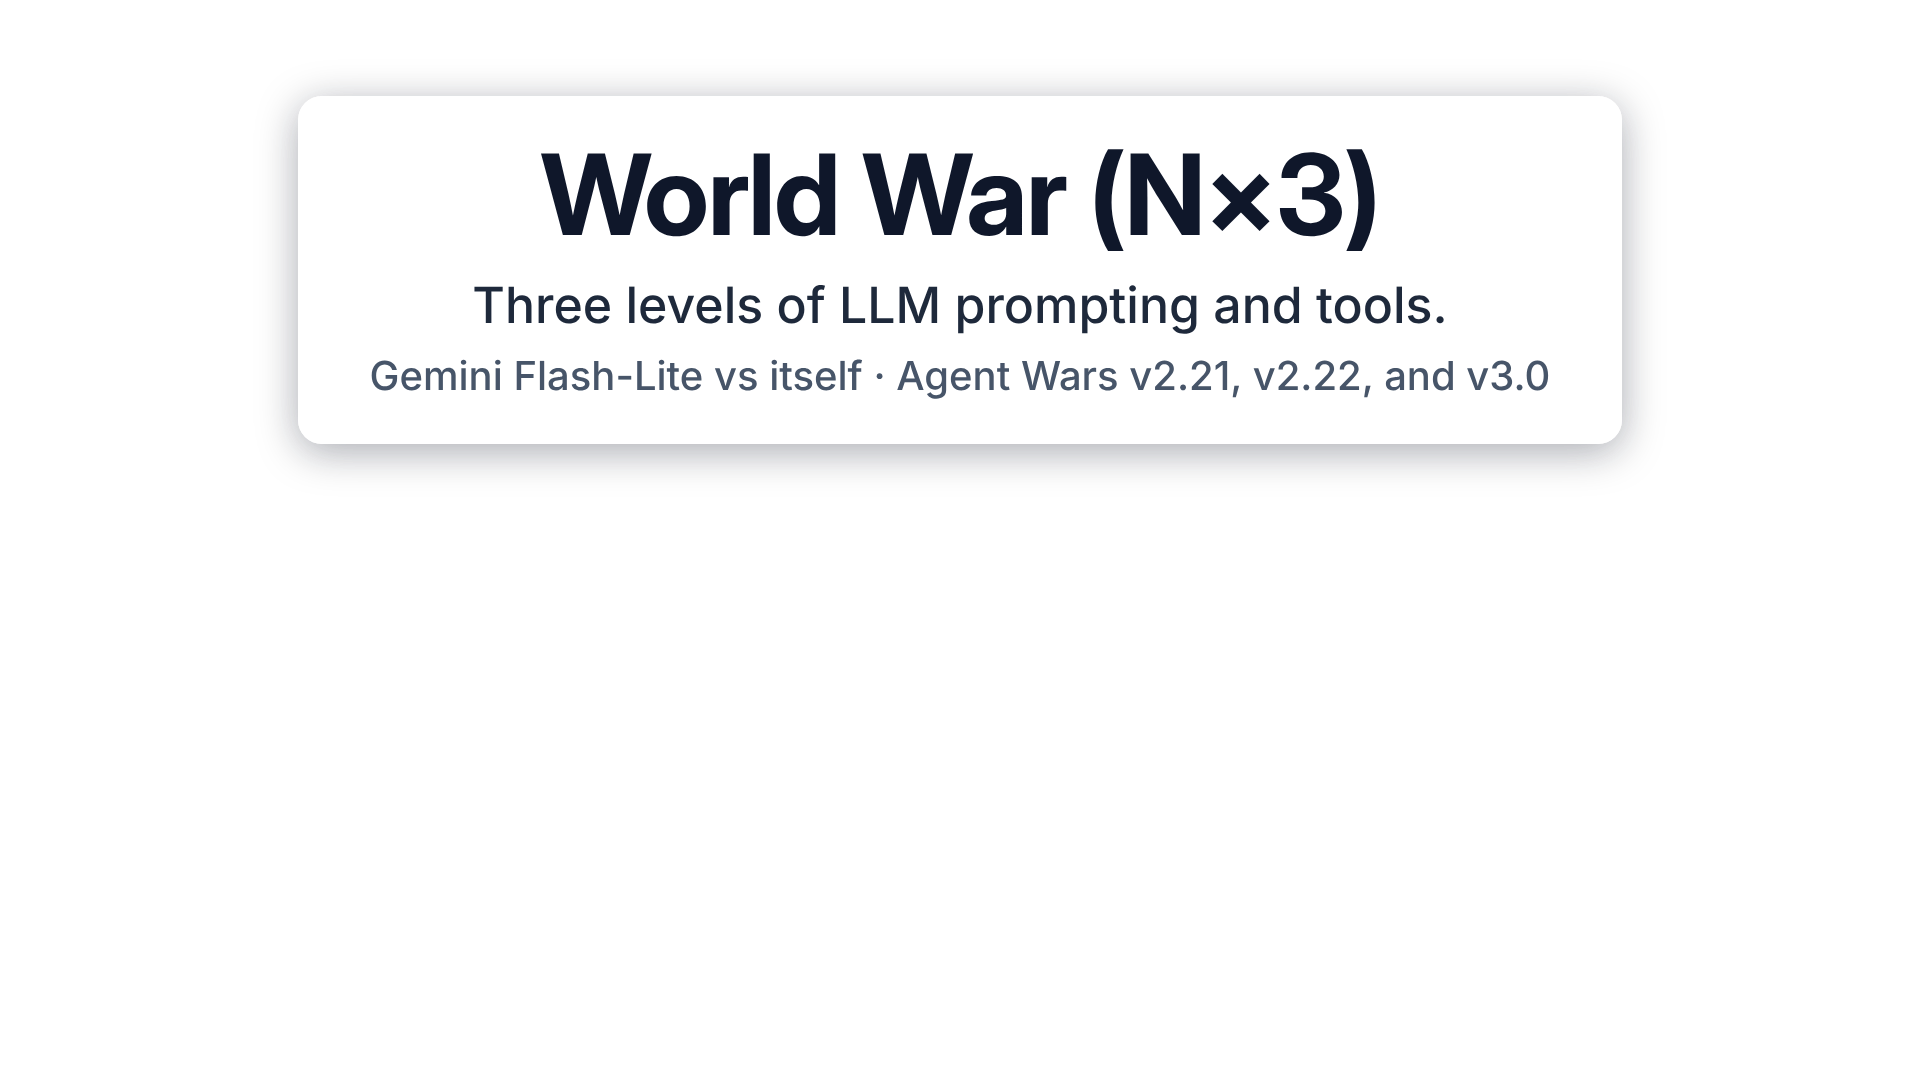 World War (N×3)
Three levels of LLM prompting and tools.
Gemini Flash-Lite vs itself · Agent Wars v2.21, v2.22, and v3.0